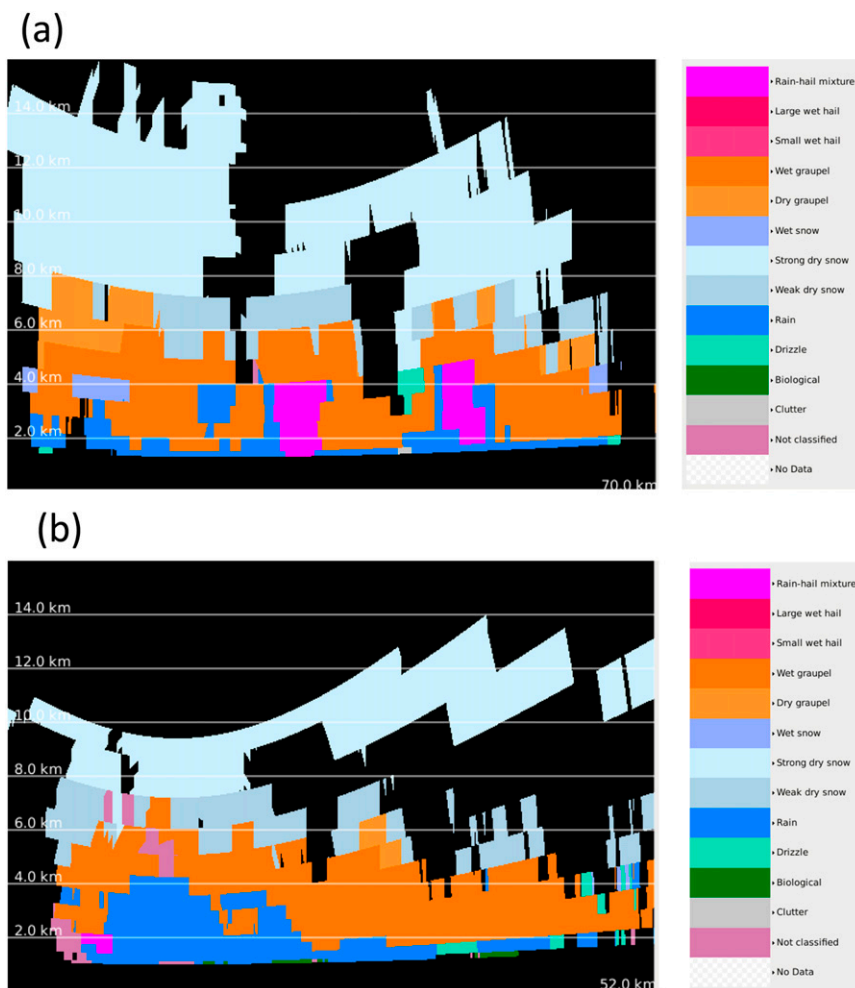 (a)
14.0 km
12.0 km
10.0 km
8.0 km
6.0 km
4.0 km
2.0 km
70.0 km
Rain-hail mixture
Large wet hail
Small wet hail
Wet graupel
Dry graupel
Wet snow
Strong dry snow
Weak dry snow
Rain
Drizzle
Biological
Clutter
Not classified
No Data
(b)
14.0 km
12.0 km
10.0 km
8.0 km
6.0 km
4.0 km
2.0 km
52.0 km
Rain-hail mixture
Large wet hail
Small wet hail
Wet graupel
Dry graupel
Wet snow
Strong dry snow
Weak dry snow
Rain
Drizzle
Biological
Clutter
Not classified
No Data